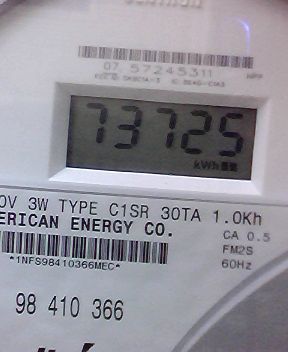 07 57245311
73725
kWh
0V 3W TYPE C1SR 30TA 1.0Kh
ERICAN ENERGY CO.
CA 0.5
FM2S
60Hz
*1NFS98410366MEC*
98 410 366